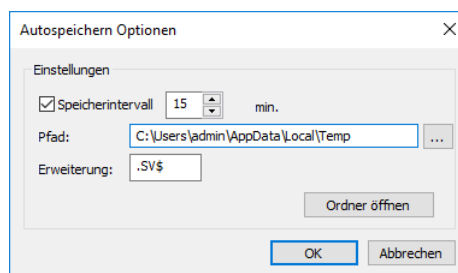 Autospeichern Optionen
Einstellungen
Speicherintervall 15 min.
Pfad: C:\Users\admin\AppData\Local\Temp ...
Erweiterung: .SV$
Ordner öffnen
OK Abbrechen